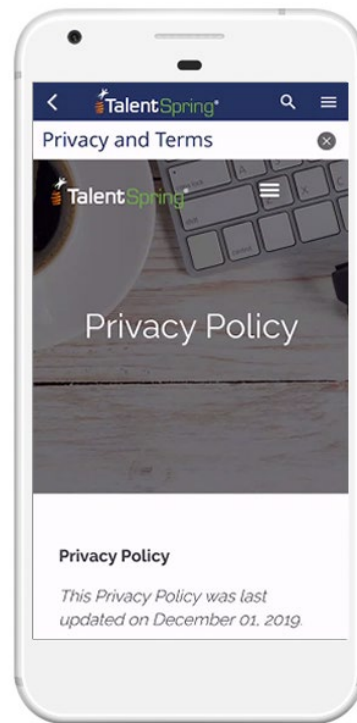 TalentSpring®
Privacy and Terms
TalentSpring®
Privacy Policy
Privacy Policy
This Privacy Policy was last
updated on December 01, 2019.